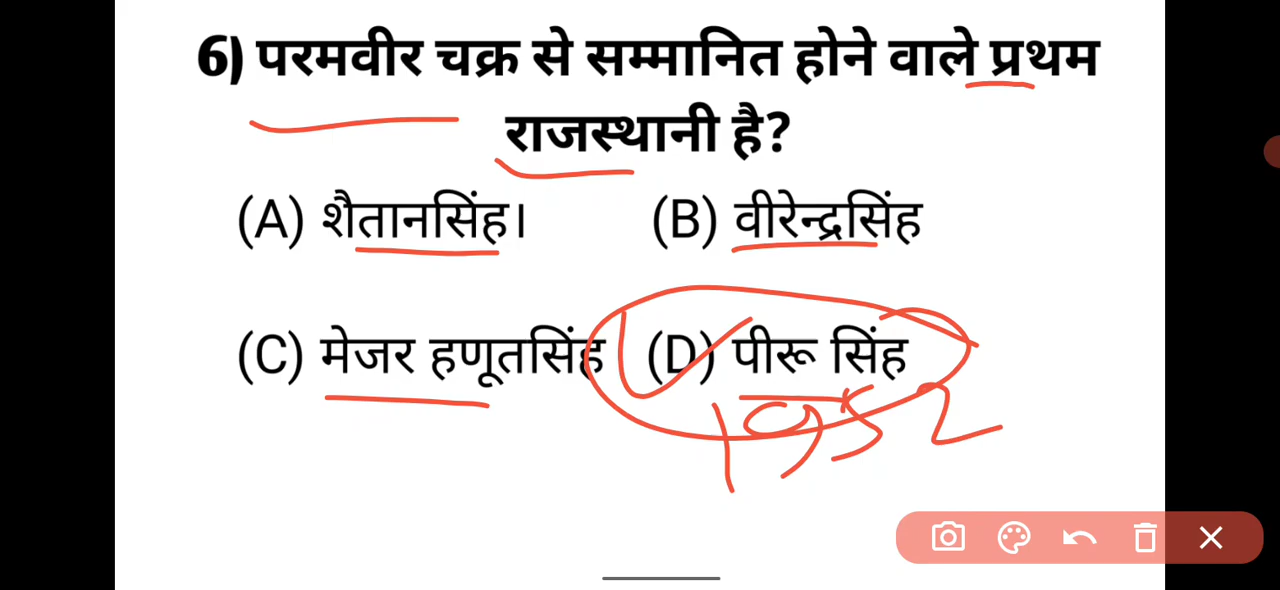 6) परमवीर चक्र से सम्मानित होने वाले प्रथम
राजस्थानी है?
(A) शैतानसिंह। (B) वीरेन्द्रसिंह
(C) मेजर हणूतसिंह (D) पीरू सिंह
1952